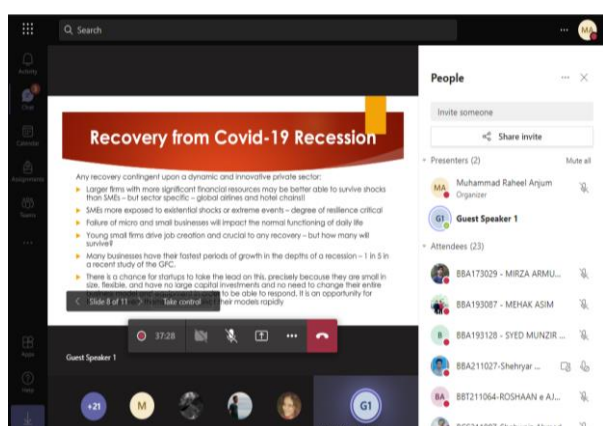 Search
MA
Activity
Chat
3
Calendar
Assignments
Teams
Apps
Help
Recovery from Covid-19 Recession
Any recovery contingent upon a dynamic and innovative private sector:
Larger firms with more significant financial resources may be better able to survive shocks
than SMEs – but sector specific – global airlines and hotel chains!!
SMEs more exposed to existential shocks or extreme events – degree of resilience critical
Failure of micro and small businesses will impact the normal functioning of daily life
Young small firms drive job creation and crucial to any recovery – but how many will
survive?
Many businesses have their fastest periods of growth in the depths of a recession – 1 in 5 in
a recent study of the GFC.
There is a chance for startups to take the lead on this, precisely because they are small in
size, flexible, and have no large capital investments and no need to change their entire
to be able to respond. It is an opportunity for
their models rapidly
Slide 8 of 11
Take control
37:28
Guest Speaker 1
+21
M
G1
People
Invite someone
Share invite
Presenters (2)
Mute all
MA
Muhammad Raheel Anjum
Organizer
G1
Guest Speaker 1
Attendees (23)
BBA173029 - MIRZA ARMU...
BBA193087 - MEHAK ASIM
B
BBA193128 - SYED MUNZIR ...
BBA211027-Shehryar ...
BA
BBT211064-ROSHAAN e AJ...